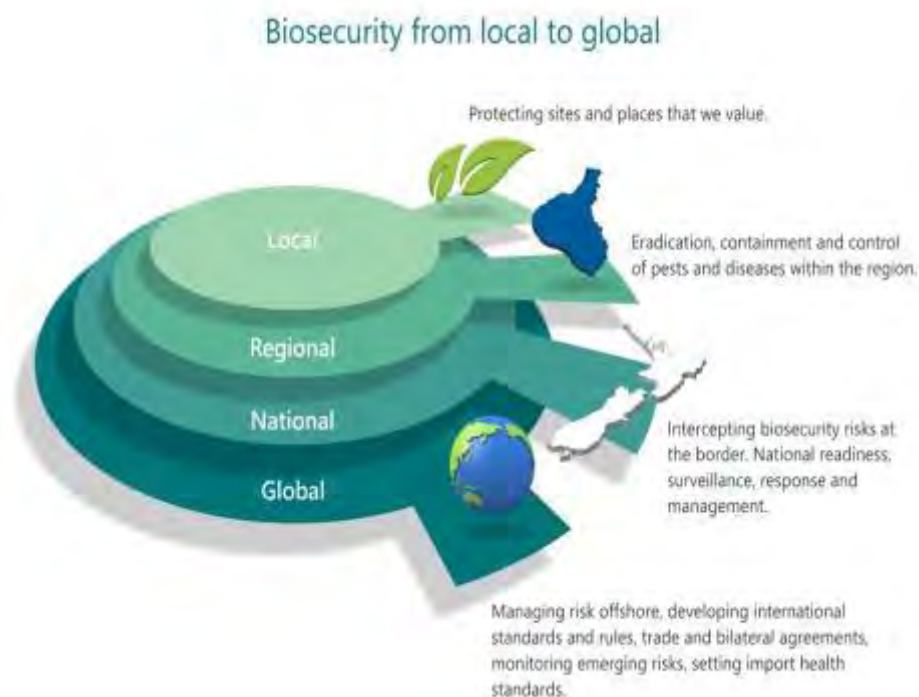 Biosecurity from local to global
Protecting sites and places that we value.
Local
Eradication, containment and control
of pests and diseases within the region.
Regional
National
Intercepting biosecurity risks at
the border. National readiness,
surveillance, response and
management.
Global
Managing risk offshore, developing international
standards and rules, trade and bilateral agreements,
monitoring emerging risks, setting import health
standards.